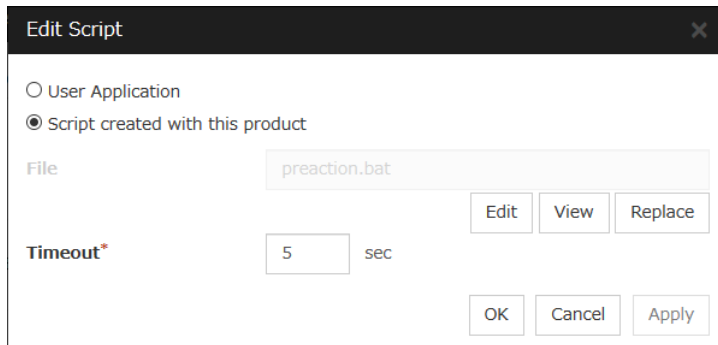 Edit Script
User Application
Script created with this product
File preaction.bat
Edit View Replace
Timeout* 5 sec
OK Cancel Apply